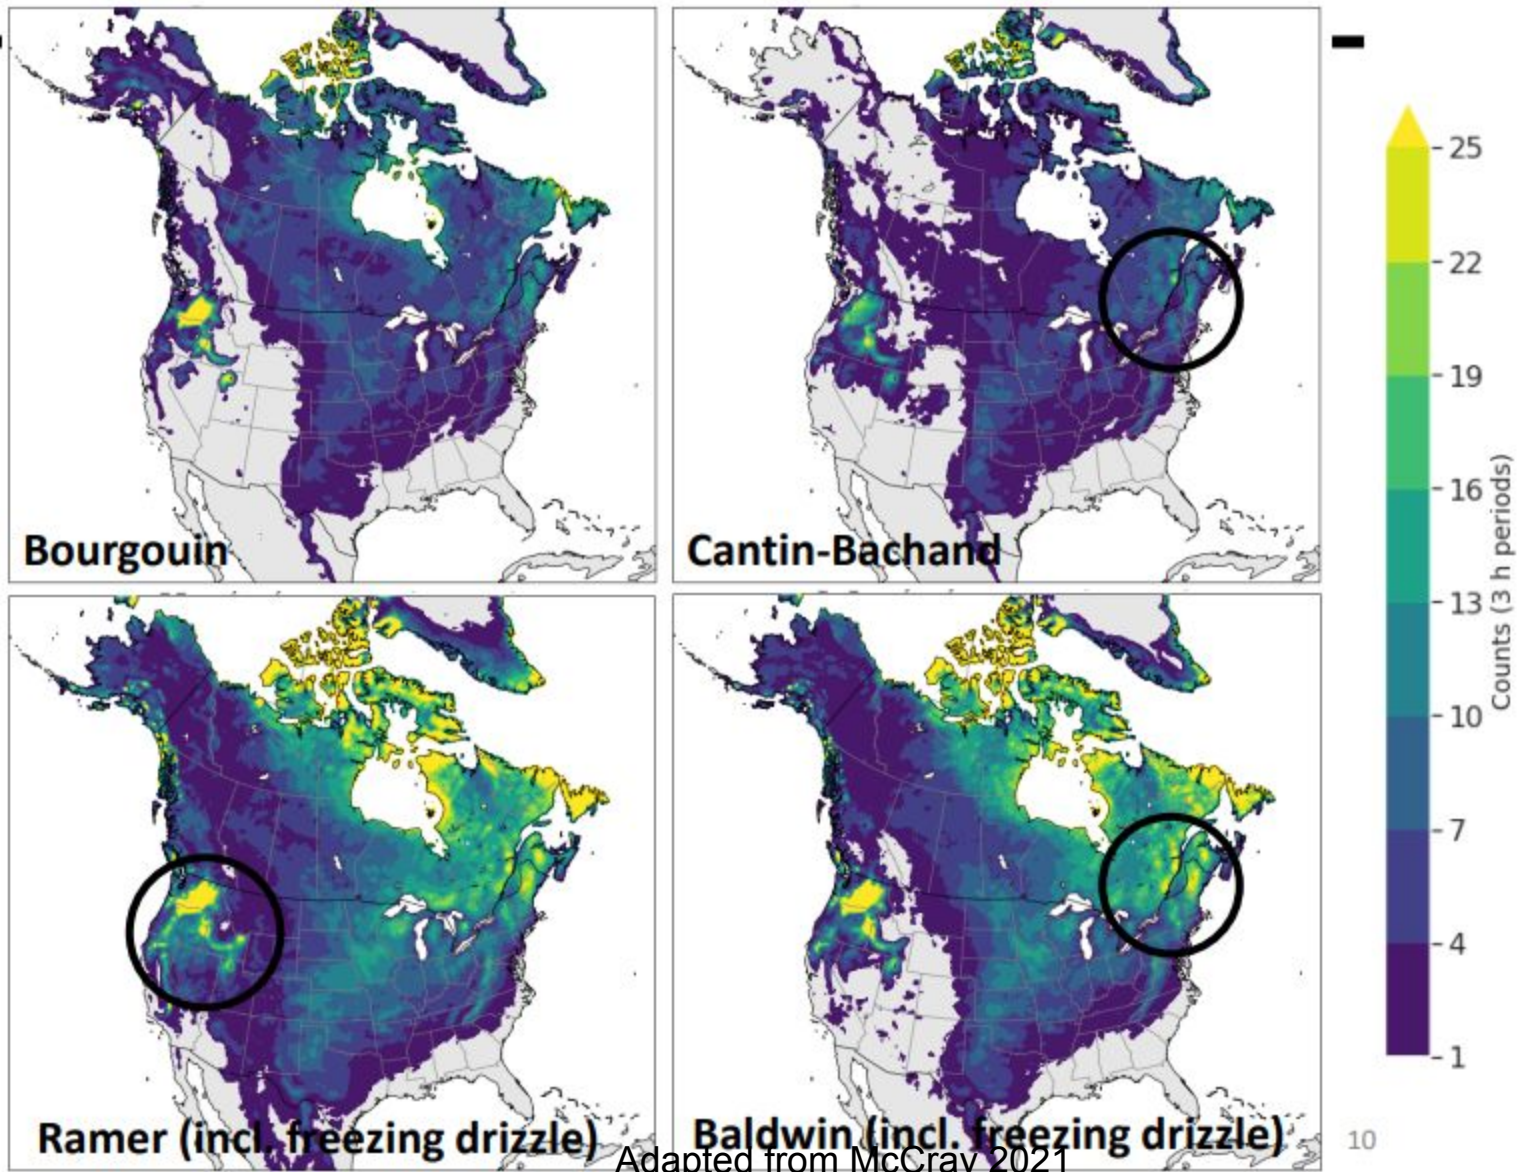 Bourgouin
Cantin-Bachand
25
22
19
16
13
10
7
4
1
Counts (3 h periods)
Ramer (incl. freezing drizzle)
Baldwin (incl. freezing drizzle)
Adapted from McCray 2021
10